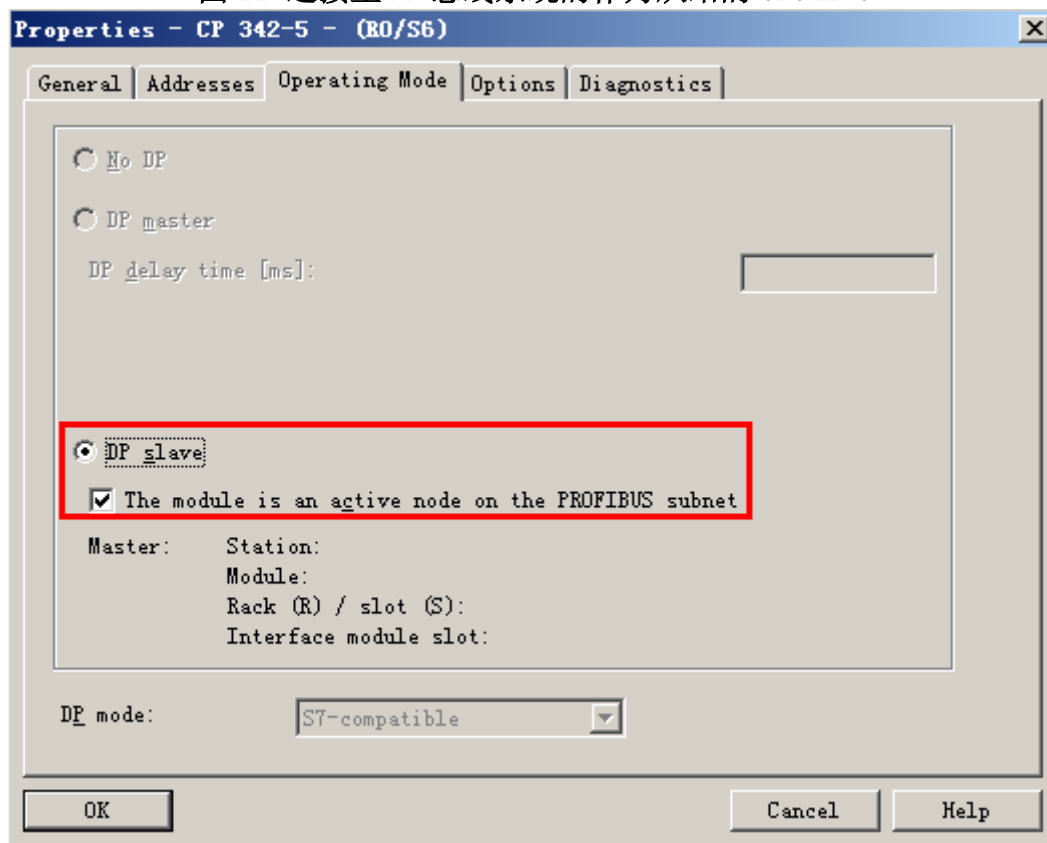 Properties - CP 342-5 - (R0/S6)
General Addresses Operating Mode Options Diagnostics
No DP
DP master
DP delay time [ms]:
DP slave
The module is an active node on the PROFIBUS subnet
Master: Station:
Module:
Rack (R) / slot (S):
Interface module slot:
DP mode: S7-compatible
OK Cancel Help